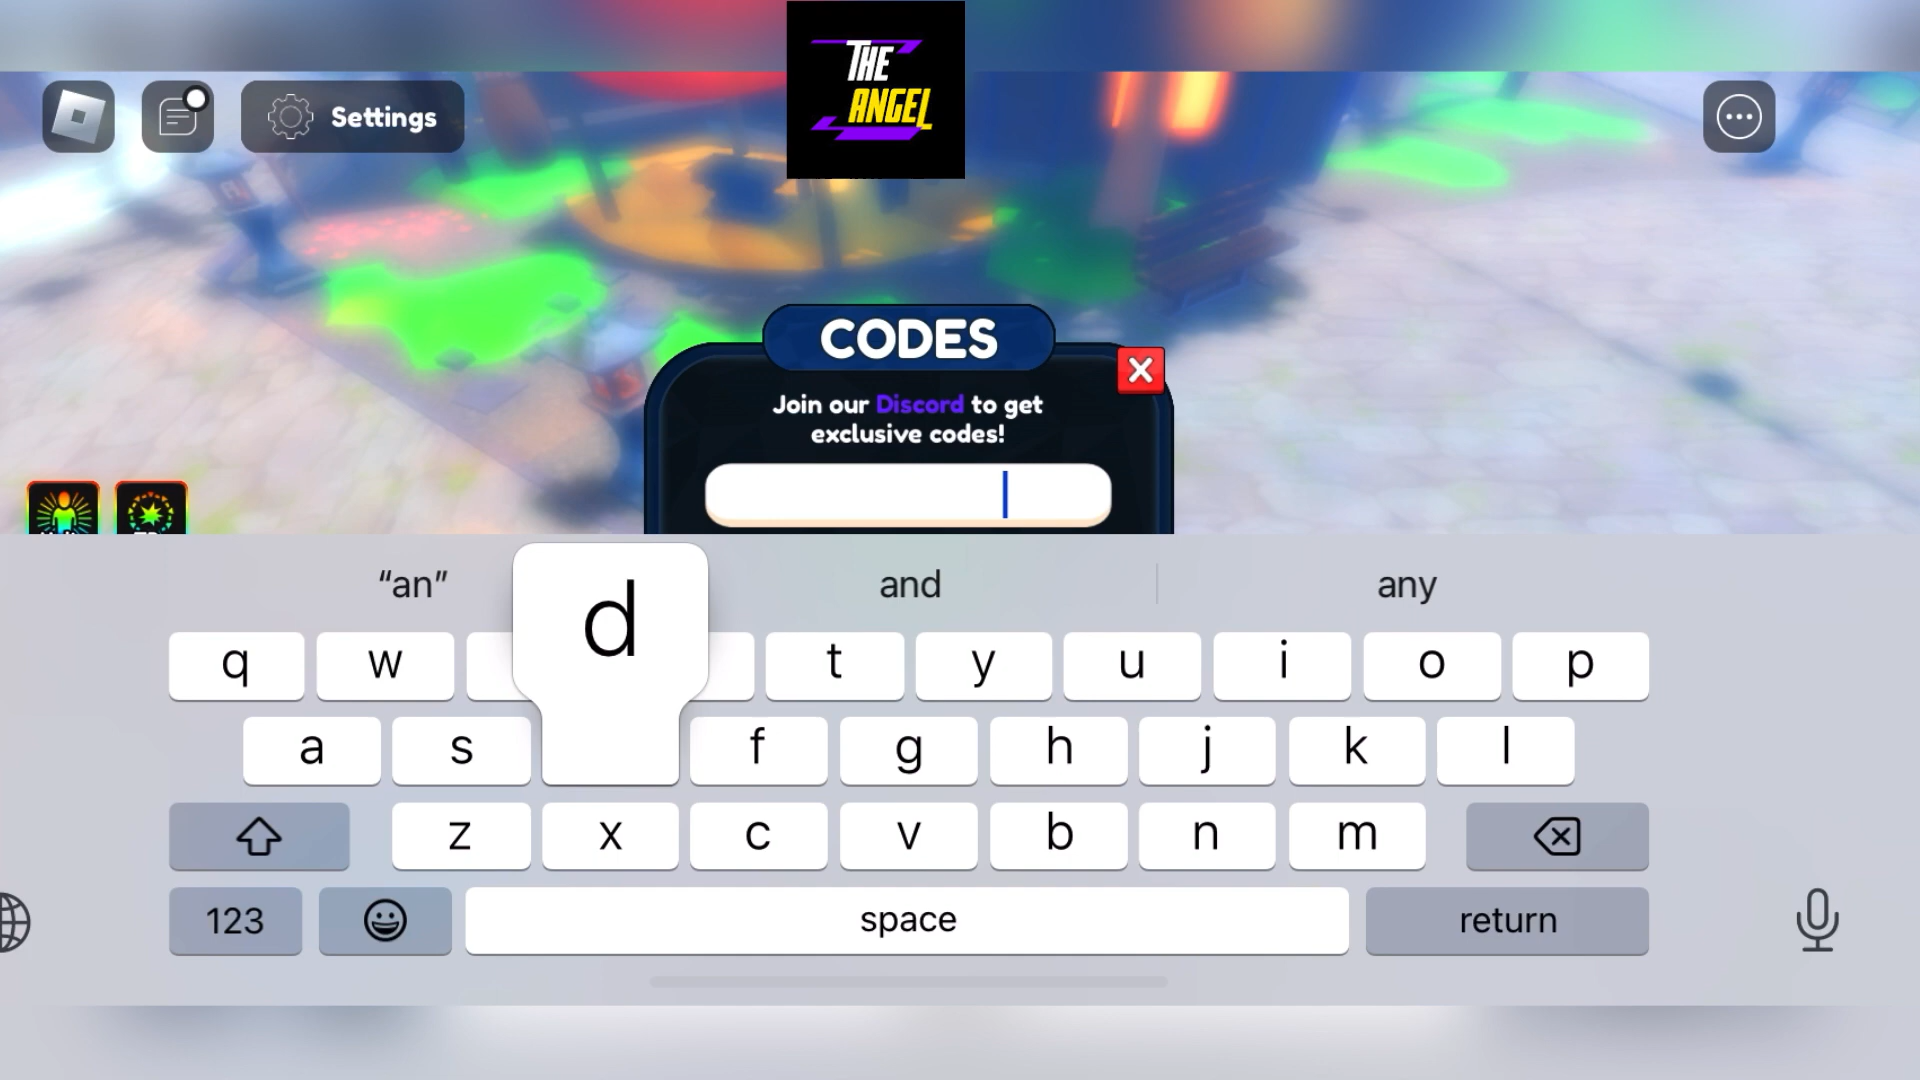 THE
ANGEL
Settings
CODES
X
Join our Discord to get
exclusive codes!
“an”
and
any
d
q w t y u i o p
a s f g h j k l
z x c v b n m
123
space
return